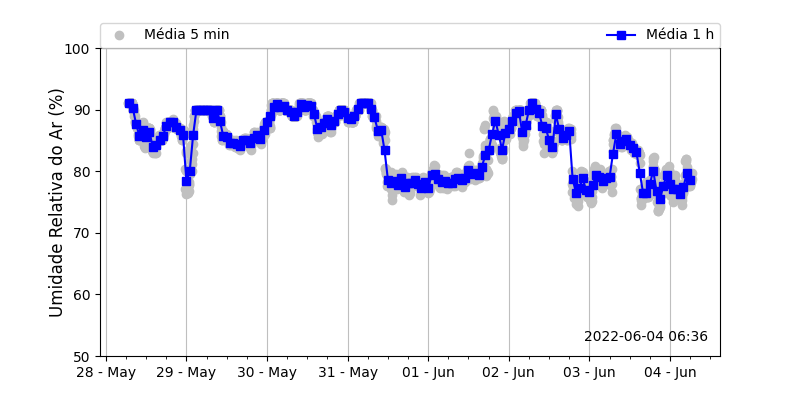 Média 5 min
Média 1 h
Umidade Relativa do Ar (%)
100
90
80
70
60
50
2022-06-04 06:36
28 - May
29 - May
30 - May
31 - May
01 - Jun
02 - Jun
03 - Jun
04 - Jun